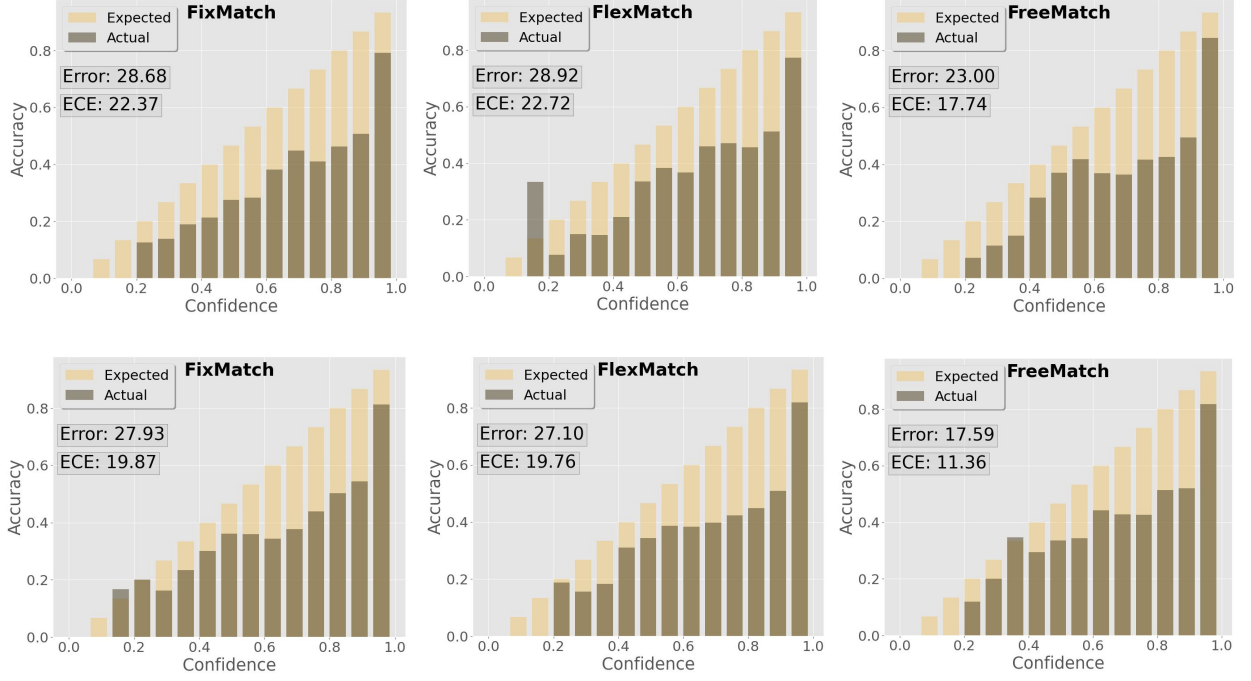 FixMatch
Expected
Actual
Error: 28.68
ECE: 22.37
Accuracy
0.8
0.6
0.4
0.2
0.0
0.0 0.2 0.4 0.6 0.8 1.0
Confidence
FlexMatch
Expected
Actual
Error: 28.92
ECE: 22.72
Accuracy
0.8
0.6
0.4
0.2
0.0
0.0 0.2 0.4 0.6 0.8 1.0
Confidence
FreeMatch
Expected
Actual
Error: 23.00
ECE: 17.74
Accuracy
0.8
0.6
0.4
0.2
0.0
0.0 0.2 0.4 0.6 0.8 1.0
Confidence
FixMatch
Expected
Actual
Error: 27.93
ECE: 19.87
Accuracy
0.8
0.6
0.4
0.2
0.0
0.0 0.2 0.4 0.6 0.8 1.0
Confidence
FlexMatch
Expected
Actual
Error: 27.10
ECE: 19.76
Accuracy
0.8
0.6
0.4
0.2
0.0
0.0 0.2 0.4 0.6 0.8 1.0
Confidence
FreeMatch
Expected
Actual
Error: 17.59
ECE: 11.36
Accuracy
0.8
0.6
0.4
0.2
0.0
0.0 0.2 0.4 0.6 0.8 1.0
Confidence